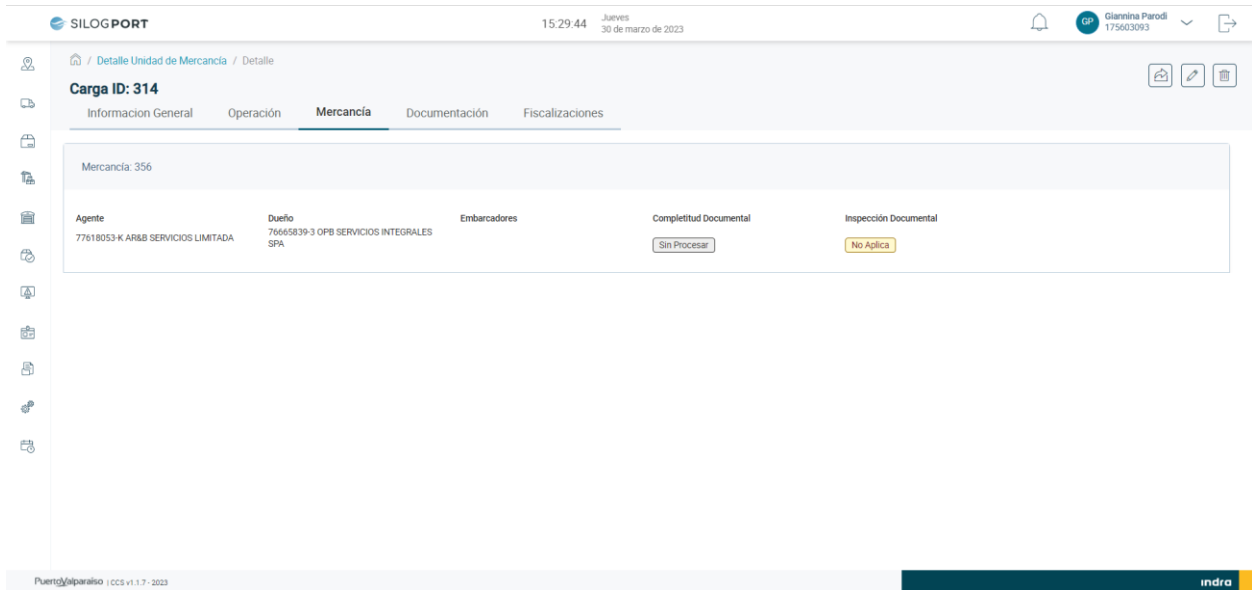 SILOGPORT
15:29:44
Jueves
30 de marzo de 2023
GP
Giannina Parodi
175603093
/ Detalle Unidad de Mercancía / Detalle
Carga ID: 314
Informacion General
Operación
Mercancía
Documentación
Fiscalizaciones
Mercancía: 356
Agente
77618053-K AR&B SERVICIOS LIMITADA
Dueño
76665839-3 OPB SERVICIOS INTEGRALES
SPA
Embarcadores
Completitud Documental
Sin Procesar
Inspección Documental
No Aplica
PuertoValparaíso | CCS v1.1.7 - 2023
indra